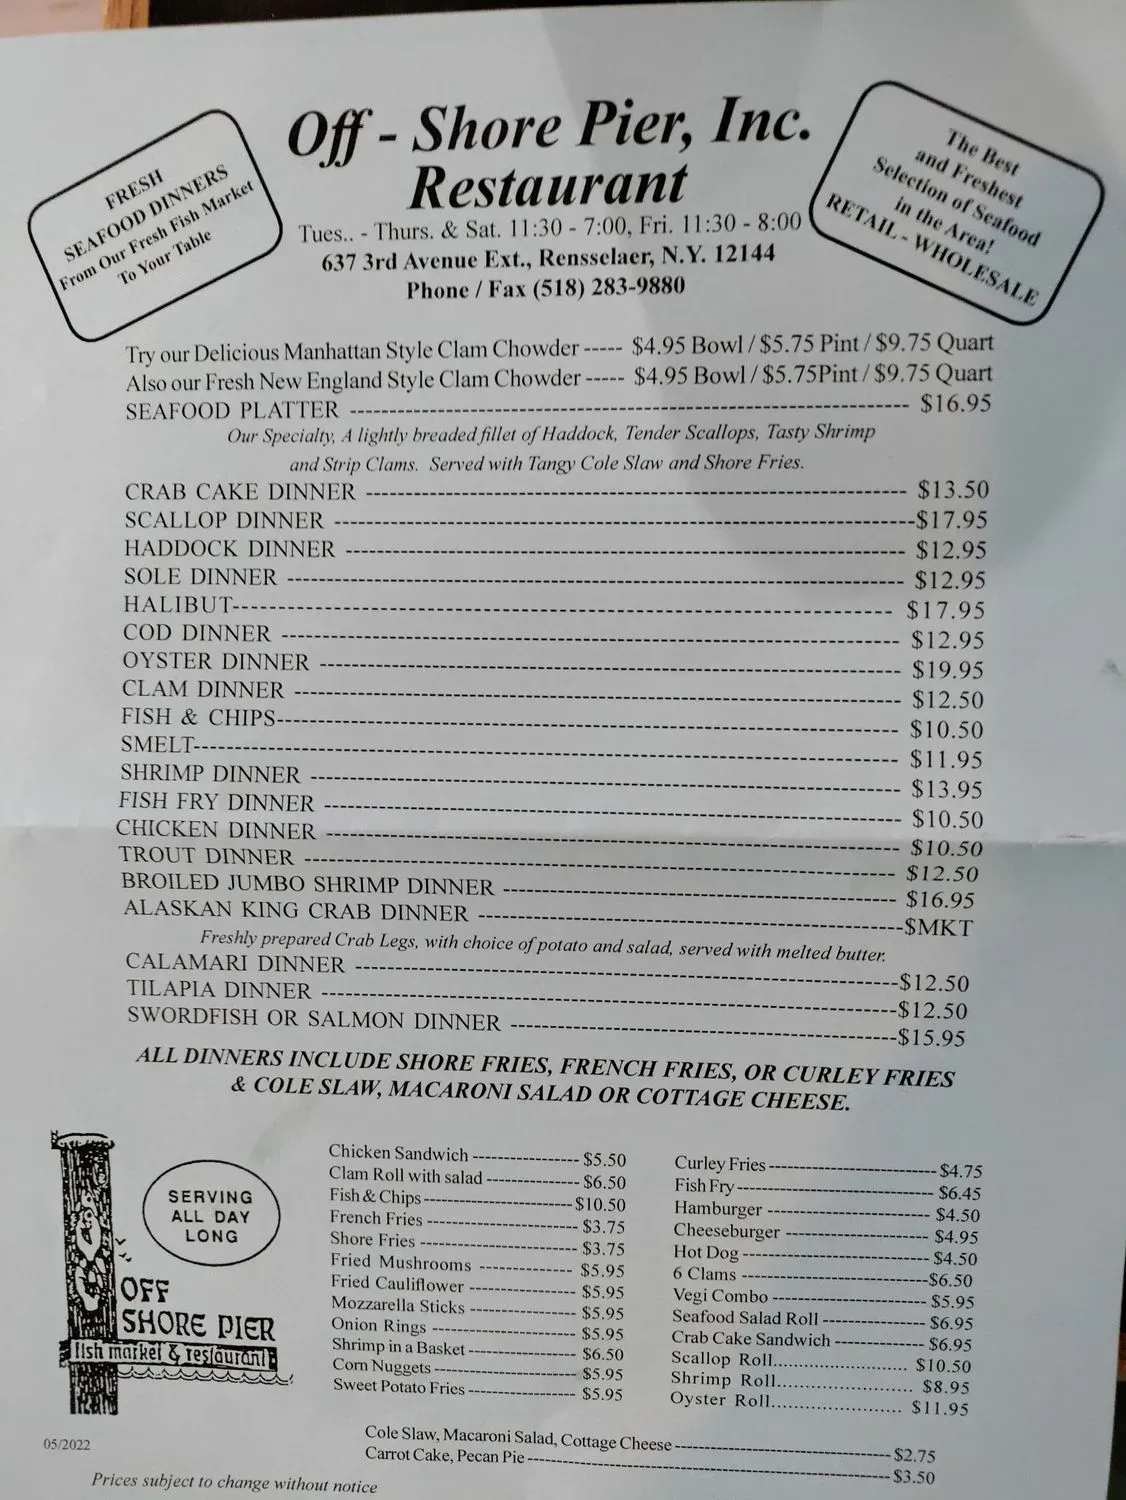 FRESH
SEAFOOD DINNERS
From Our Fresh Fish Market
To Your Table
Off - Shore Pier, Inc.
Restaurant
Tues.. - Thurs. & Sat. 11:30 - 7:00, Fri. 11:30 - 8:00
637 3rd Avenue Ext., Rensselaer, N.Y. 12144
Phone / Fax (518) 283-9880
The Best
and Freshest
Selection of Seafood
in the Area!
RETAIL - WHOLESALE
Try our Delicious Manhattan Style Clam Chowder ----- $4.95 Bowl / $5.75 Pint / $9.75 Quart
Also our Fresh New England Style Clam Chowder ----- $4.95 Bowl / $5.75Pint / $9.75 Quart
SEAFOOD PLATTER ---------- $16.95
Our Specialty, A lightly breaded fillet of Haddock, Tender Scallops, Tasty Shrimp
and Strip Clams. Served with Tangy Cole Slaw and Shore Fries.
CRAB CAKE DINNER ---------- $13.50
SCALLOP DINNER ----------$17.95
HADDOCK DINNER ---------- $12.95
SOLE DINNER ---------- $12.95
HALIBUT---------- $17.95
COD DINNER ---------- $12.95
OYSTER DINNER ---------- $19.95
CLAM DINNER ---------- $12.50
FISH & CHIPS---------- $10.50
SMELT---------- $11.95
SHRIMP DINNER ---------- $13.95
FISH FRY DINNER ---------- $10.50
CHICKEN DINNER ---------- $10.50
TROUT DINNER ---------- $12.50
BROILED JUMBO SHRIMP DINNER ---------- $16.95
ALASKAN KING CRAB DINNER ----------$MKT
Freshly prepared Crab Legs, with choice of potato and salad, served with melted butter.
CALAMARI DINNER ----------$12.50
TILAPIA DINNER ----------$12.50
SWORDFISH OR SALMON DINNER ----------$15.95
ALL DINNERS INCLUDE SHORE FRIES, FRENCH FRIES, OR CURLEY FRIES
& COLE SLAW, MACARONI SALAD OR COTTAGE CHEESE.
SERVING
ALL DAY
LONG
OFF
SHORE PIER
fish market & restaurant
Chicken Sandwich ---------- $5.50
Clam Roll with salad ---------- $6.50
Fish & Chips ----------$10.50
French Fries ---------- $3.75
Shore Fries ---------- $3.75
Fried Mushrooms ---------- $5.95
Fried Cauliflower ---------- $5.95
Mozzarella Sticks ---------- $5.95
Onion Rings ---------- $5.95
Shrimp in a Basket ---------- $6.50
Corn Nuggets ---------- $5.95
Sweet Potato Fries ---------- $5.95
Curley Fries ---------- $4.75
Fish Fry ---------- $6.45
Hamburger ---------- $4.50
Cheeseburger ---------- $4.95
Hot Dog ---------- $4.50
6 Clams ----------$6.50
Vegi Combo ---------- $5.95
Seafood Salad Roll ---------- $6.95
Crab Cake Sandwich ---------- $6.95
Scallop Roll.......... $10.50
Shrimp Roll.......... $8.95
Oyster Roll.......... $11.95
Cole Slaw, Macaroni Salad, Cottage Cheese ---------- $2.75
Carrot Cake, Pecan Pie ---------- $3.50
05/2022
Prices subject to change without notice